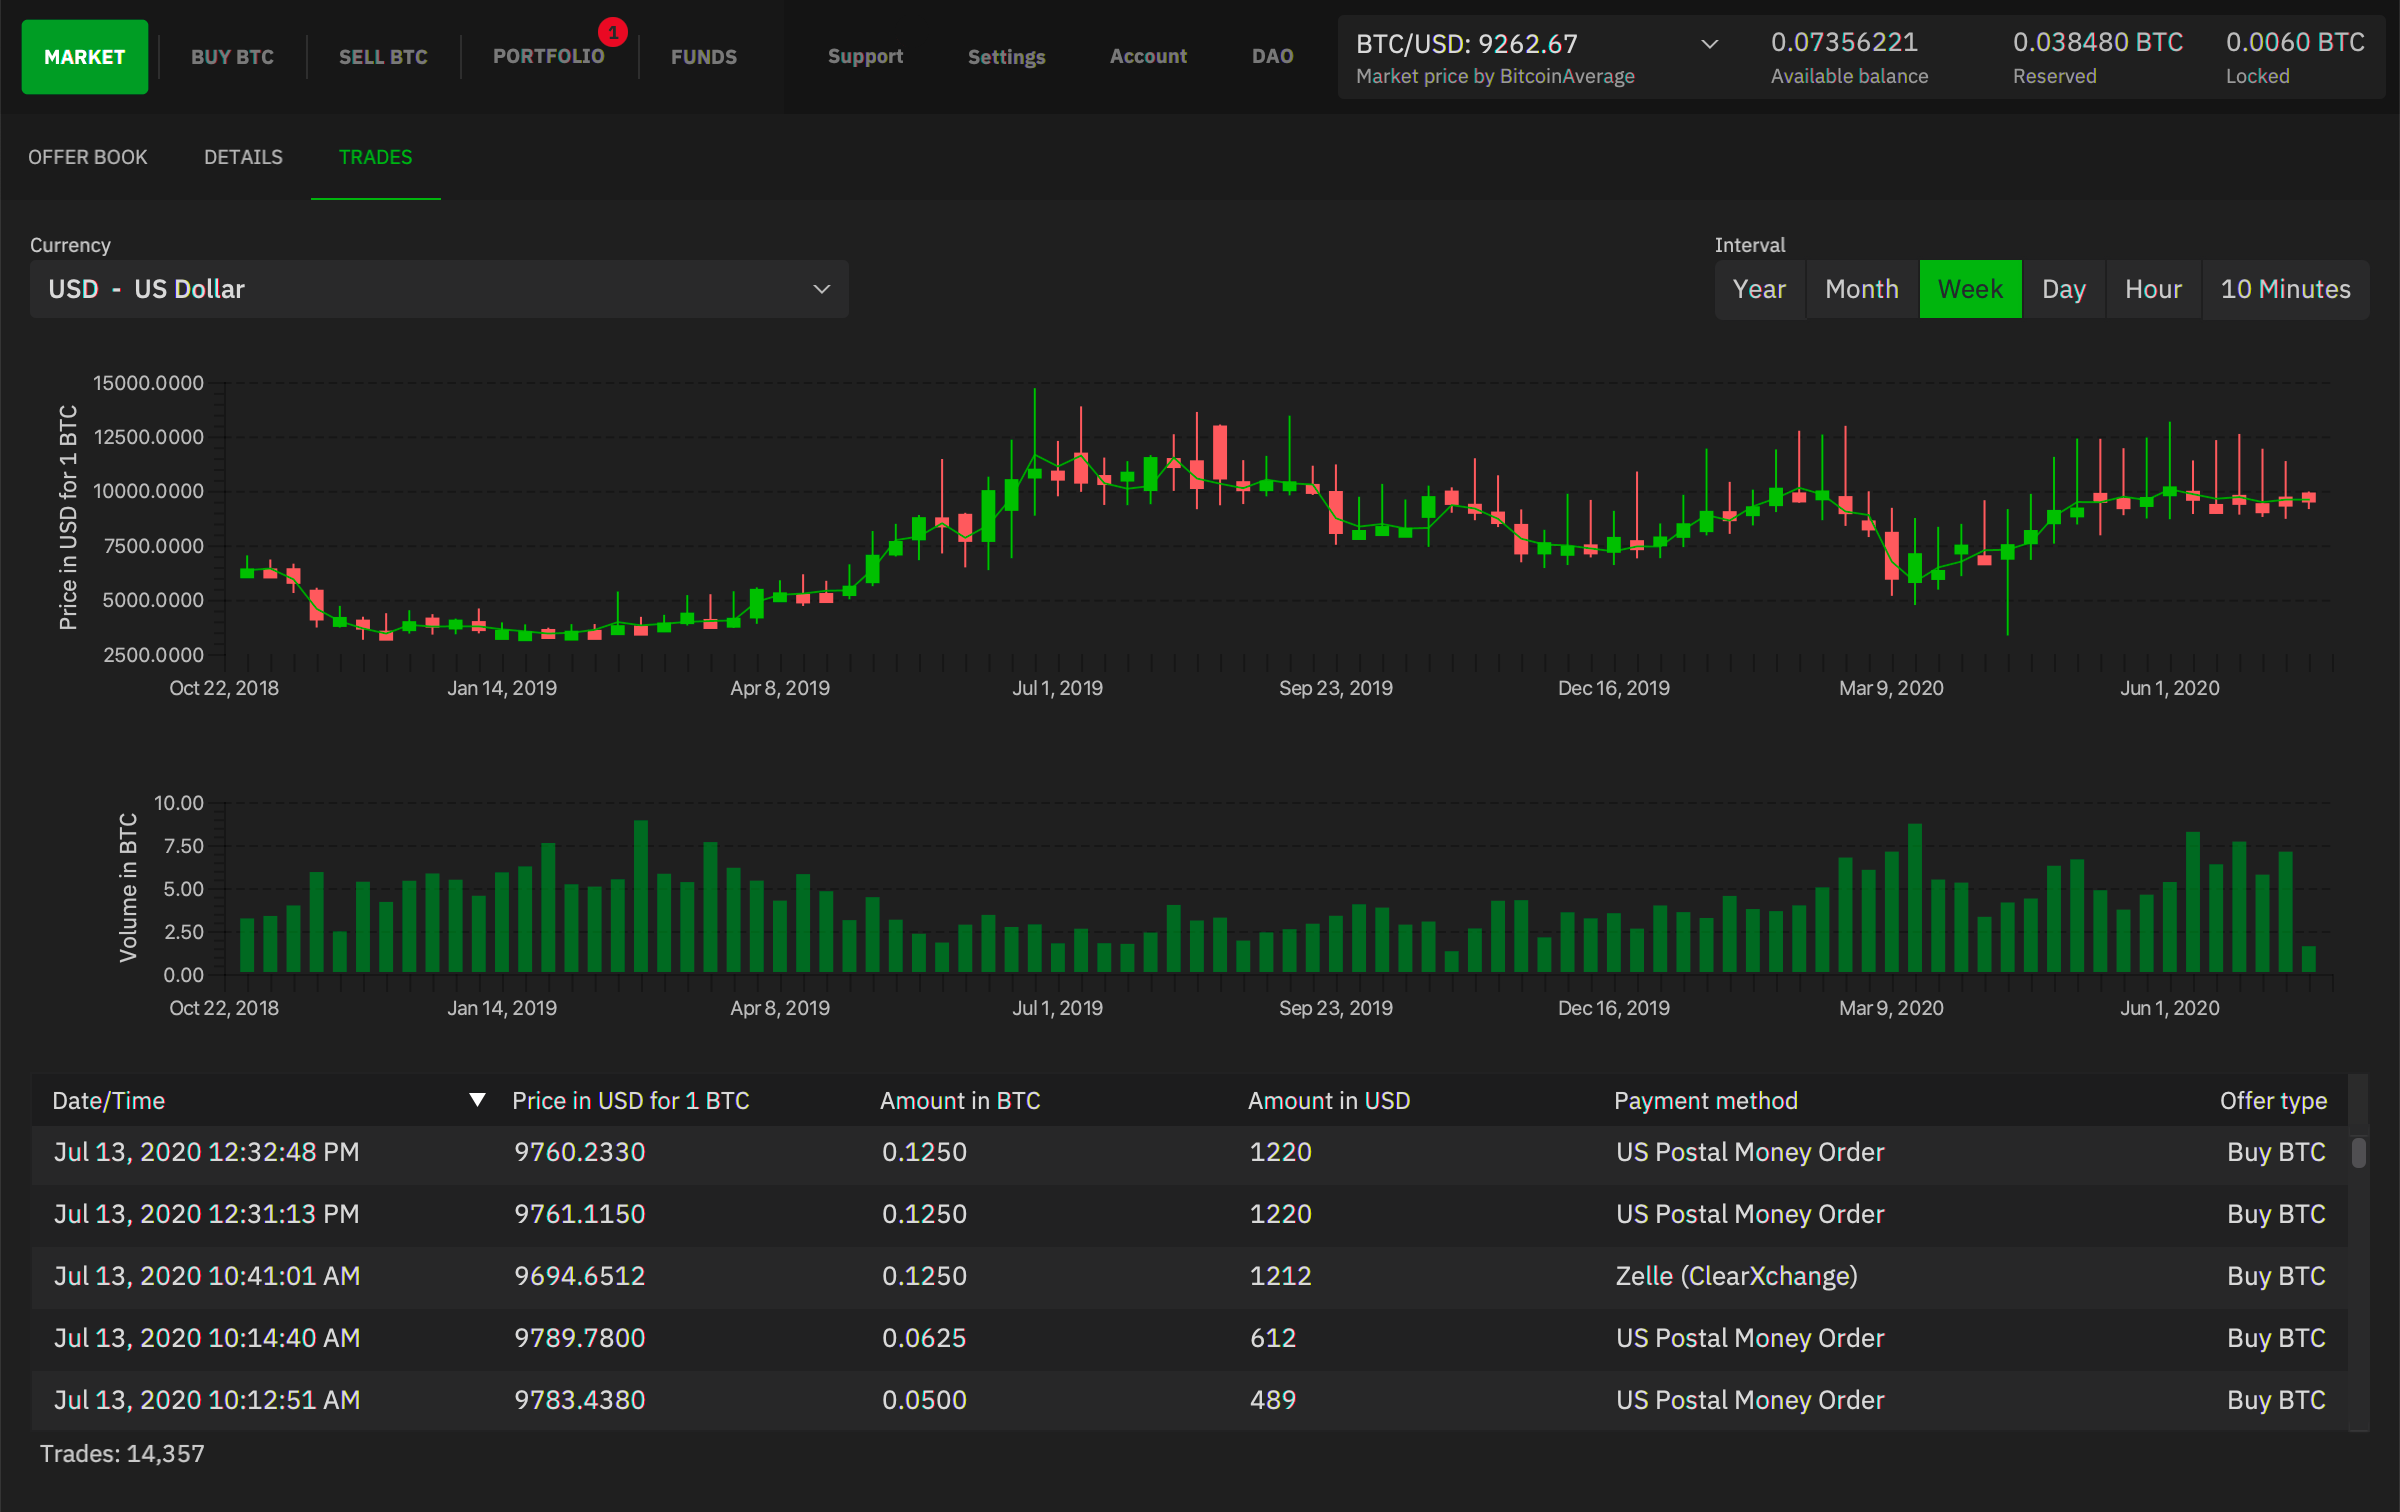 MARKET BUY BTC SELL BTC PORTFOLIO 1 FUNDS Support Settings Account DAO
BTC/USD: 9262.67 0.07356221 0.038480 BTC 0.0060 BTC
Market price by BitcoinAverage Available balance Reserved Locked
OFFER BOOK DETAILS TRADES
Currency Interval
USD - US Dollar Year Month Week Day Hour 10 Minutes
Price in USD for 1 BTC
15000.0000
12500.0000
10000.0000
7500.0000
5000.0000
2500.0000
Oct 22, 2018 Jan 14, 2019 Apr 8, 2019 Jul 1, 2019 Sep 23, 2019 Dec 16, 2019 Mar 9, 2020 Jun 1, 2020
Volume in BTC
10.00
7.50
5.00
2.50
0.00
Oct 22, 2018 Jan 14, 2019 Apr 8, 2019 Jul 1, 2019 Sep 23, 2019 Dec 16, 2019 Mar 9, 2020 Jun 1, 2020
Date/Time Price in USD for 1 BTC Amount in BTC Amount in USD Payment method Offer type
Jul 13, 2020 12:32:48 PM 9760.2330 0.1250 1220 US Postal Money Order Buy BTC
Jul 13, 2020 12:31:13 PM 9761.1150 0.1250 1220 US Postal Money Order Buy BTC
Jul 13, 2020 10:41:01 AM 9694.6512 0.1250 1212 Zelle (ClearXchange) Buy BTC
Jul 13, 2020 10:14:40 AM 9789.7800 0.0625 612 US Postal Money Order Buy BTC
Jul 13, 2020 10:12:51 AM 9783.4380 0.0500 489 US Postal Money Order Buy BTC
Trades: 14,357